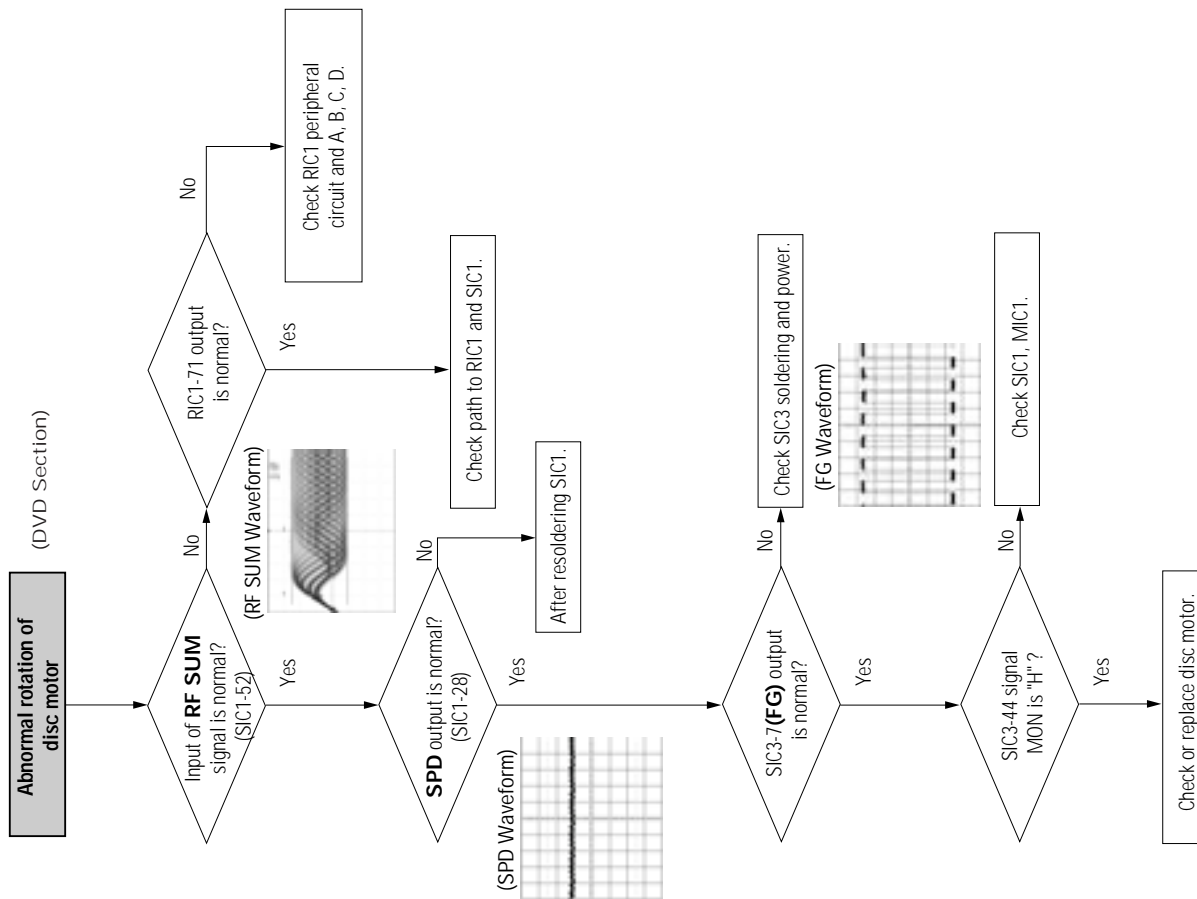 (DVD Section)
Abnormal rotation of
disc motor
Input of RF SUM
signal is normal?
(SIC1-52)
No
Yes
(RF SUM Waveform)
RIC1-71 output
is normal?
No
Yes
Check RIC1 peripheral
circuit and A, B, C, D.
Check path to RIC1 and SIC1.
SPD output is normal?
(SIC1-28)
No
Yes
After resoldering SIC1.
(SPD Waveform)
SIC3-7(FG) output
is normal?
No
Yes
Check SIC3 soldering and power.
(FG Waveform)
SIC3-44 signal
MON is "H" ?
No
Yes
Check SIC1, MIC1.
Check or replace disc motor.